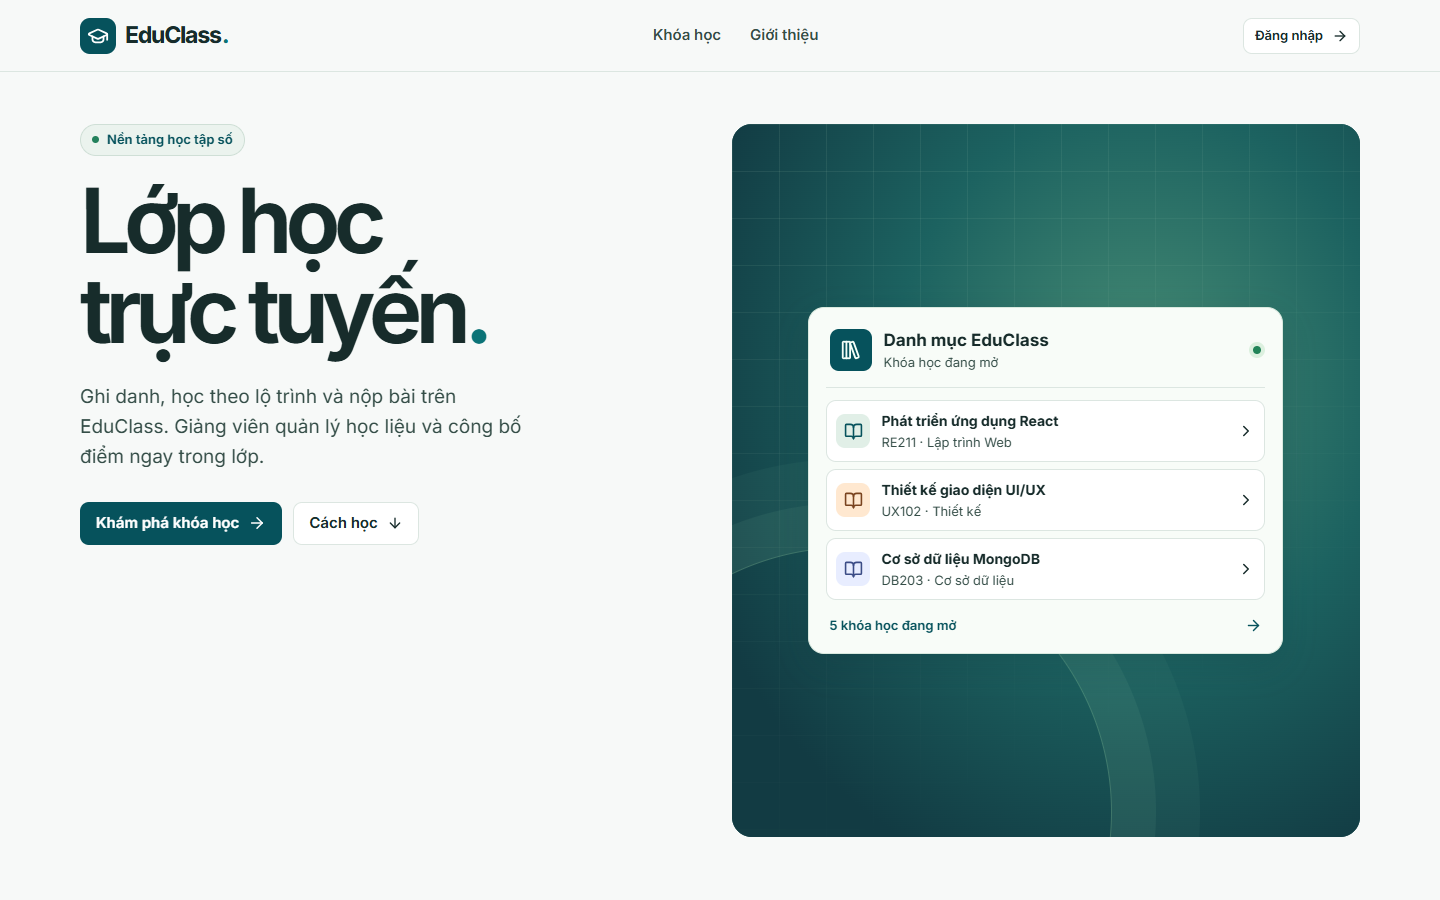 EduClass.
Khóa học
Giới thiệu
Đăng nhập
Nền tảng học tập số
Lớp học
trực tuyến.
Ghi danh, học theo lộ trình và nộp bài trên
EduClass. Giảng viên quản lý học liệu và công bố
điểm ngay trong lớp.
Khám phá khóa học
Cách học
Danh mục EduClass
Khóa học đang mở
Phát triển ứng dụng React
RE211 · Lập trình Web
Thiết kế giao diện UI/UX
UX102 · Thiết kế
Cơ sở dữ liệu MongoDB
DB203 · Cơ sở dữ liệu
5 khóa học đang mở